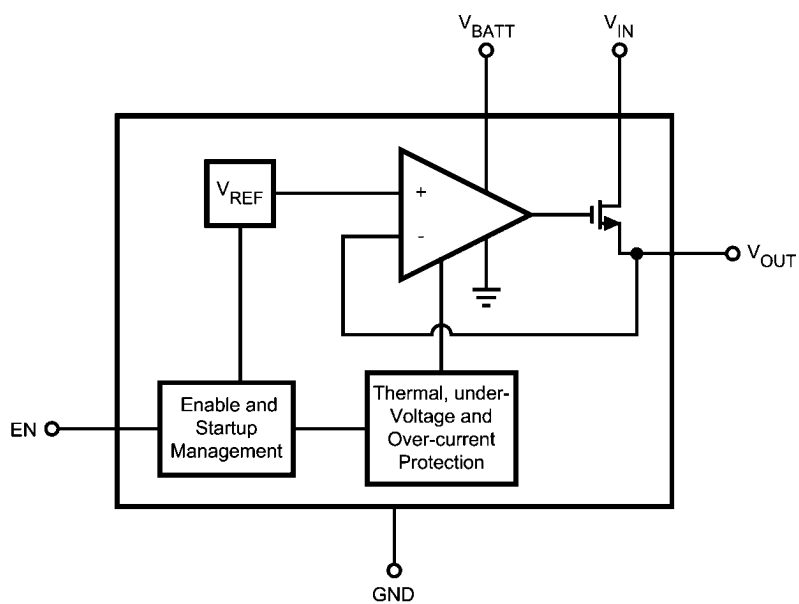 VBATT
VIN
VREF
+
-
VOUT
EN
Enable and
Startup
Management
Thermal, under-
Voltage and
Over-current
Protection
GND